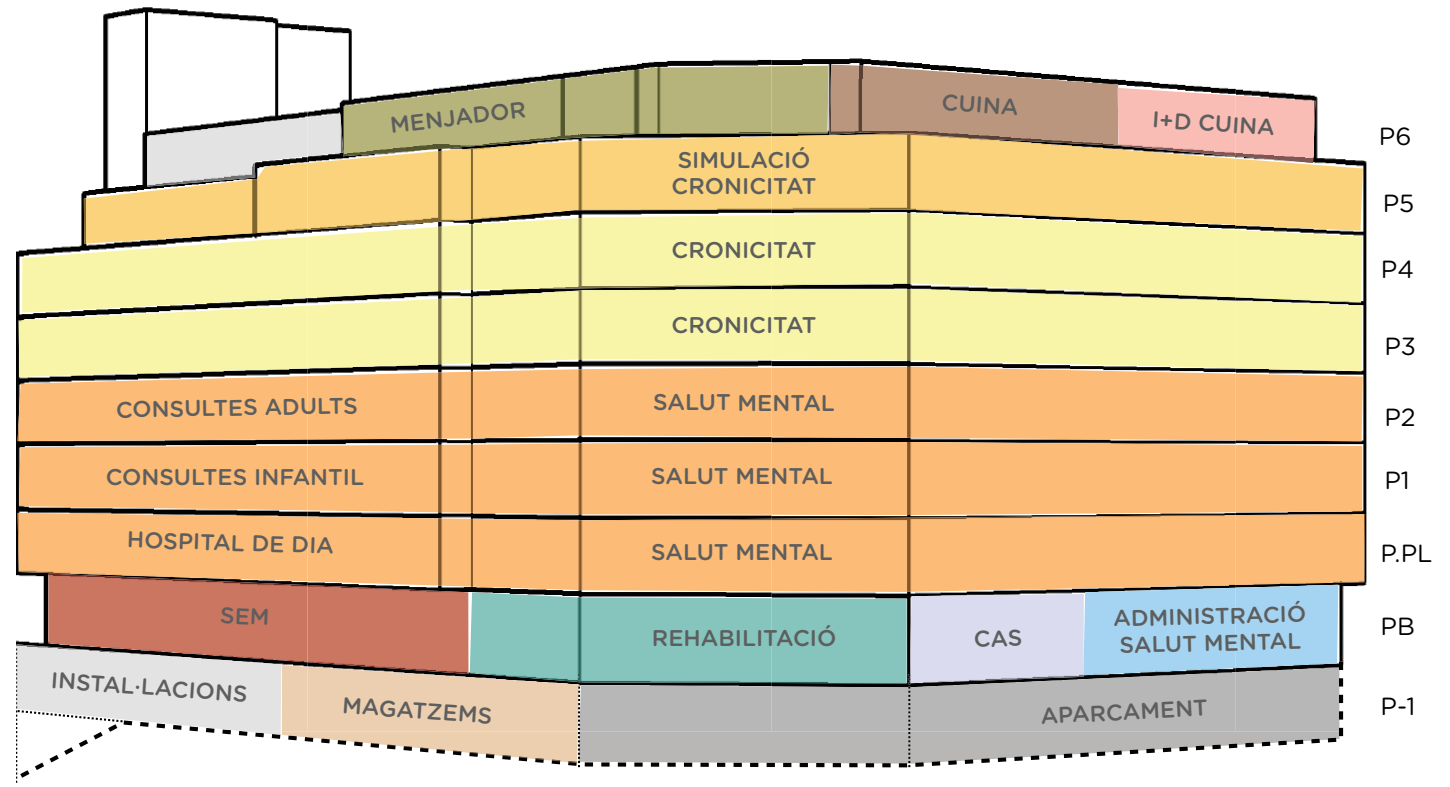 MENJADOR
CUINA
I+D CUINA
P6
SIMULACIÓ
CRONICITAT
P5
CRONICITAT
P4
CRONICITAT
P3
CONSULTES ADULTS
SALUT MENTAL
P2
CONSULTES INFANTIL
SALUT MENTAL
P1
HOSPITAL DE DIA
SALUT MENTAL
P.PL
SEM
REHABILITACIÓ
CAS
ADMINISTRACIÓ
SALUT MENTAL
PB
INSTAL·LACIONS
MAGATZEMS
APARCAMENT
P-1